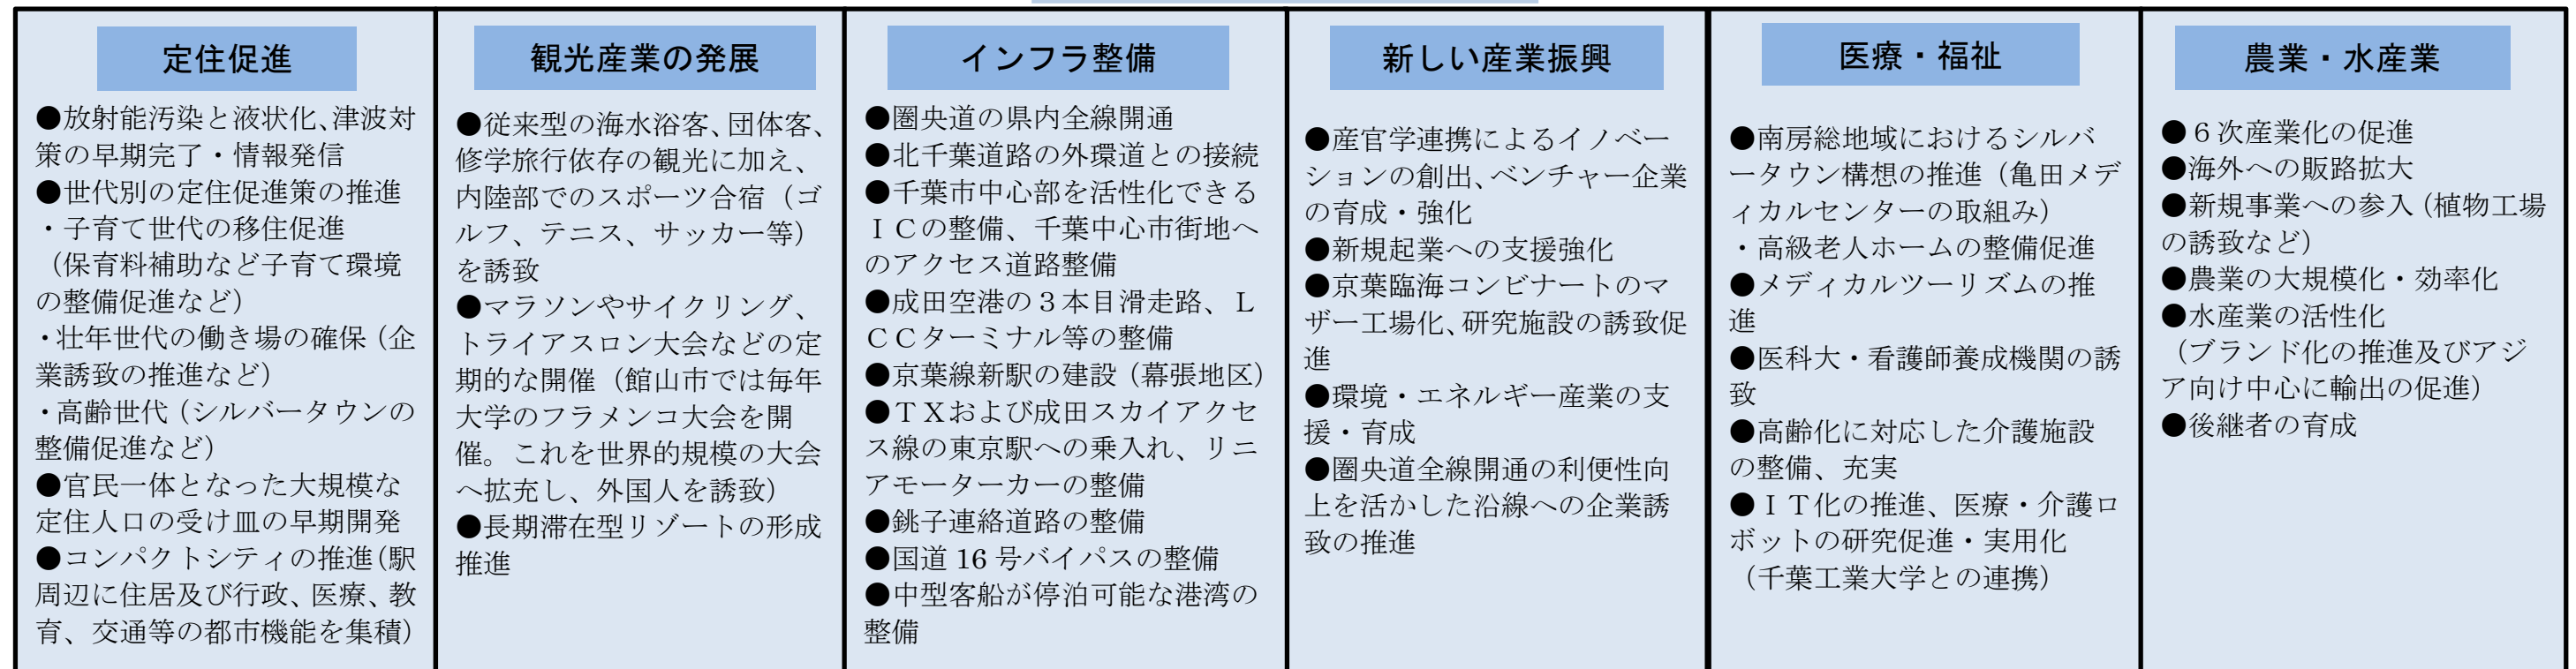 定住促進
●放射能汚染と液状化、津波対
策の早期完了・情報発信
●世代別の定住促進策の推進
・子育て世代の移住促進
（保育料補助など子育て環境
の整備促進など）
・壮年世代の働き場の確保（企
業誘致の推進など）
・高齢世代（シルバータウンの
整備促進など）
●官民一体となった大規模な
定住人口の受け皿の早期開発
●コンパクトシティの推進（駅
周辺に住居及び行政、医療、教
育、交通等の都市機能を集積）
観光産業の発展
●従来型の海水浴客、団体客、
修学旅行依存の観光に加え、
内陸部でのスポーツ合宿（ゴ
ルフ、テニス、サッカー等）
を誘致
●マラソンやサイクリング、
トライアスロン大会などの定
期的な開催（館山市では毎年
大学のフラメンコ大会を開
催。これを世界的規模の大会
へ拡充し、外国人を誘致）
●長期滞在型リゾートの形成
推進
インフラ整備
●圏央道の県内全線開通
●北千葉道路の外環道との接続
●千葉市中心部を活性化できる
ＩＣの整備、千葉中心市街地へ
のアクセス道路整備
●成田空港の３本目滑走路、Ｌ
ＣＣターミナル等の整備
●京葉線新駅の建設（幕張地区）
●ＴＸおよび成田スカイアクセ
ス線の東京駅への乗入れ、リニ
アモーターカーの整備
●銚子連絡道路の整備
●国道 16 号バイパスの整備
●中型客船が停泊可能な港湾の
整備
新しい産業振興
●産官学連携によるイノベー
ションの創出、ベンチャー企業
の育成・強化
●新規起業への支援強化
●京葉臨海コンビナートのマ
ザー工場化、研究施設の誘致促
進
●環境・エネルギー産業の支
援・育成
●圏央道全線開通の利便性向
上を活かした沿線への企業誘
致の推進
医療・福祉
●南房総地域におけるシルバ
ータウン構想の推進（亀田メデ
ィカルセンターの取組み）
・高級老人ホームの整備促進
●メディカルツーリズムの推
進
●医科大・看護師養成機関の誘
致
●高齢化に対応した介護施設
の整備、充実
●ＩＴ化の推進、医療・介護ロ
ボットの研究促進・実用化
（千葉工業大学との連携）
農業・水産業
●６次産業化の促進
●海外への販路拡大
●新規事業への参入（植物工場
の誘致など）
●農業の大規模化・効率化
●水産業の活性化
（ブランド化の推進及びアジ
ア向け中心に輸出の促進）
●後継者の育成